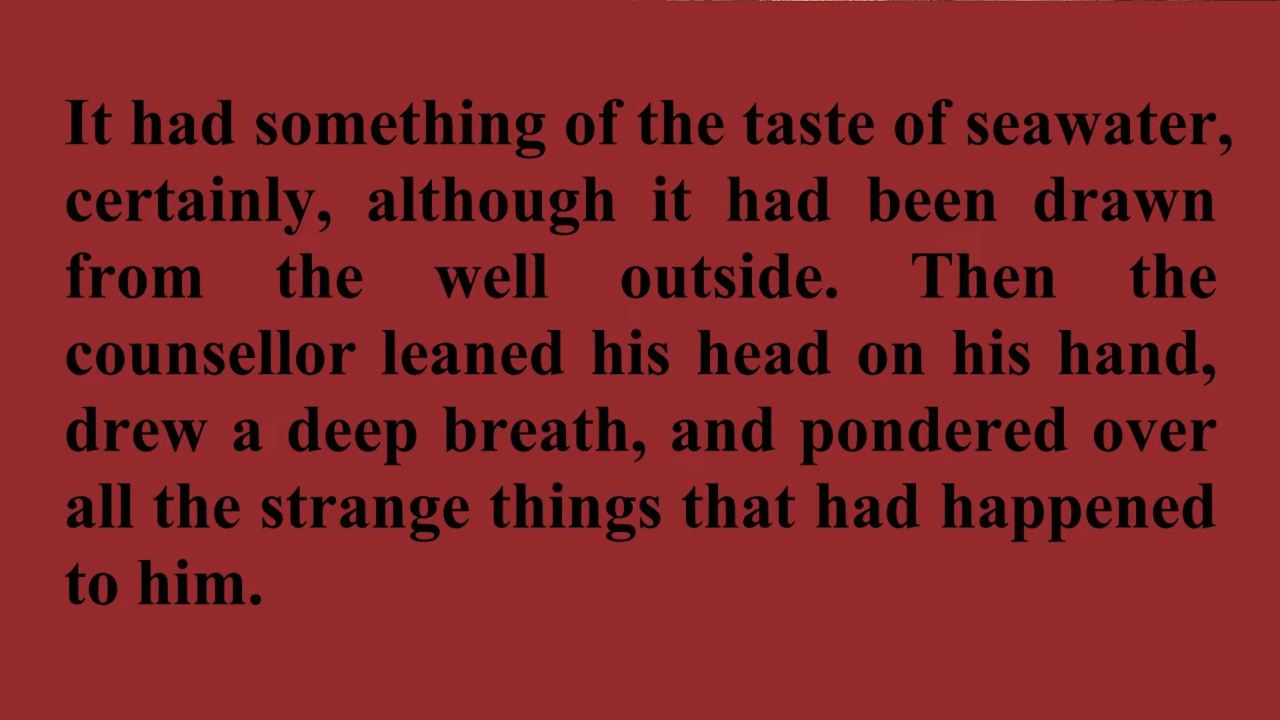 It had something of the taste of seawater,
certainly, although it had been drawn
from the well outside. Then the
counsellor leaned his head on his hand,
drew a deep breath, and pondered over
all the strange things that had happened
to him.